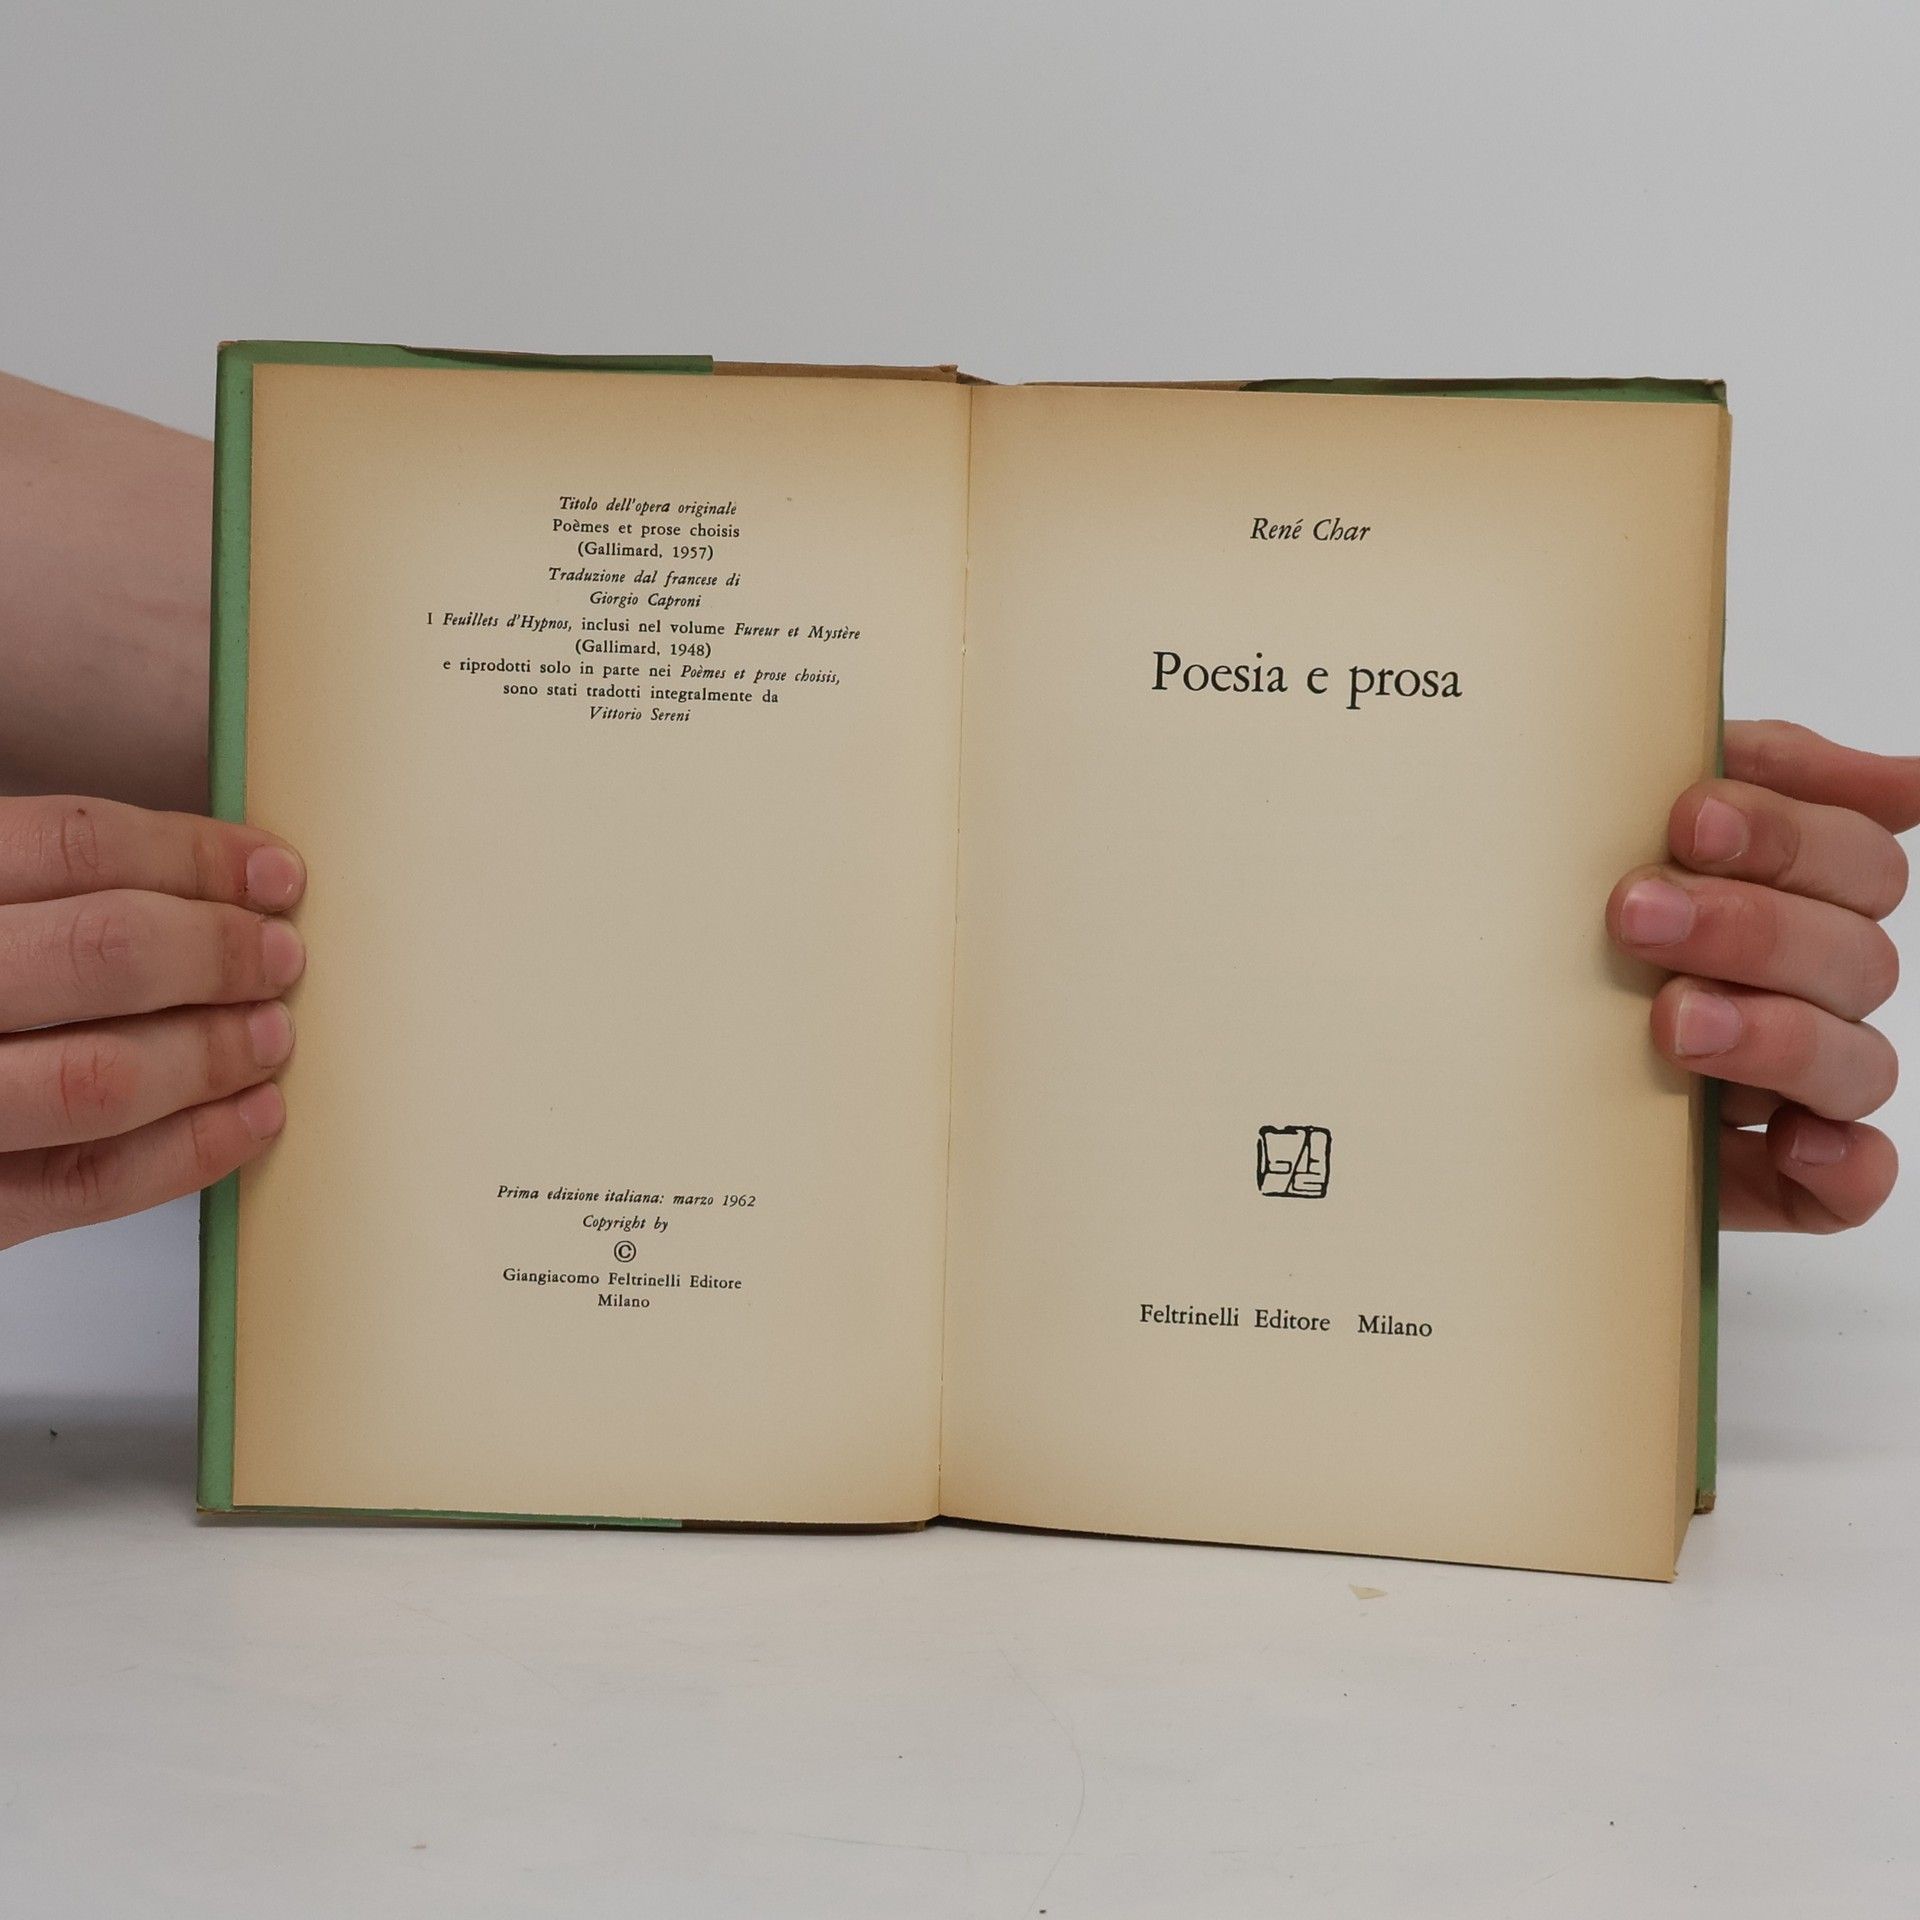 Titolo dell'opera originale
Poèmes et prose choisis
(Gallimard, 1957)
Traduzione dal francese di
Giorgio Caproni
I Feuillets d'Hypnos, inclusi nel volume Fureur et Mystère
(Gallimard, 1948)
e riprodotti solo in parte nei Poèmes et prose choisis,
sono stati tradotti integralmente da
Vittorio Sereni
Prima edizione italiana: marzo 1962
Copyright by
©
Giangiacomo Feltrinelli Editore
Milano
René Char
Poesia e prosa
Feltrinelli Editore Milano